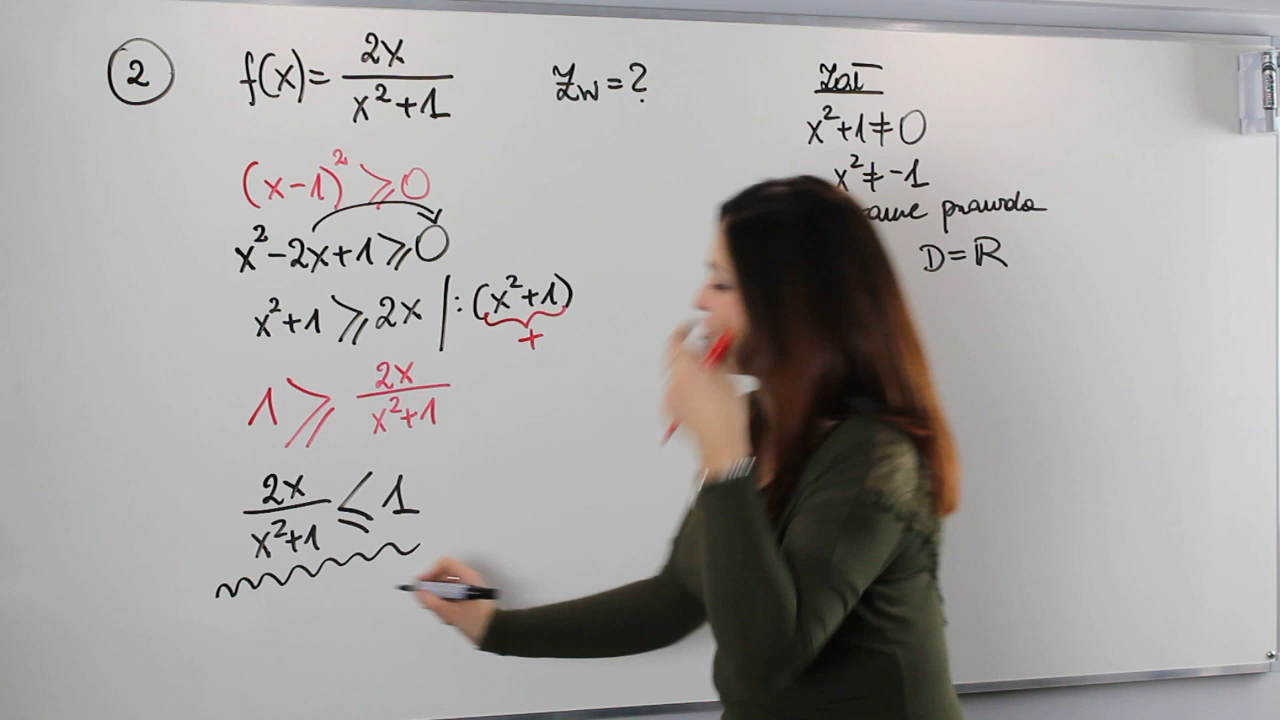 ② f(x) = 2x / (x² + 1) Zw = ?
(x - 1)² ⩾ 0
x² - 2x + 1 ⩾ 0
x² + 1 ⩾ 2x | : (x² + 1)
+
1 ⩾ 2x / (x² + 1)
2x / (x² + 1) ≤ 1
Zał
x² + 1 ≠ 0
x² ≠ -1
prawda
D = ℝ